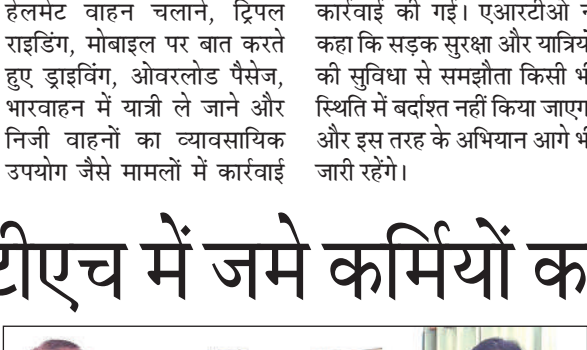 हेलमेट वाहन चलाने, ट्रिपल
राइडिंग, मोबाइल पर बात करते
हुए ड्राइविंग, ओवरलोड पैसेंज,
भारवाहन में यात्री ले जाने और
निजी वाहनों का व्यावसायिक
उपयोग जैसे मामलों में कार्रवाई
कार्रवाई की गई। एआरटीओ
कहा कि सड़क सुरक्षा और
की सुविधा से समझौता किसी
स्थिति में बर्दाश्त नहीं किया
और इस तरह के अभियान आगे
जारी रहेंगे।
टीएच में जमे कर्मियों